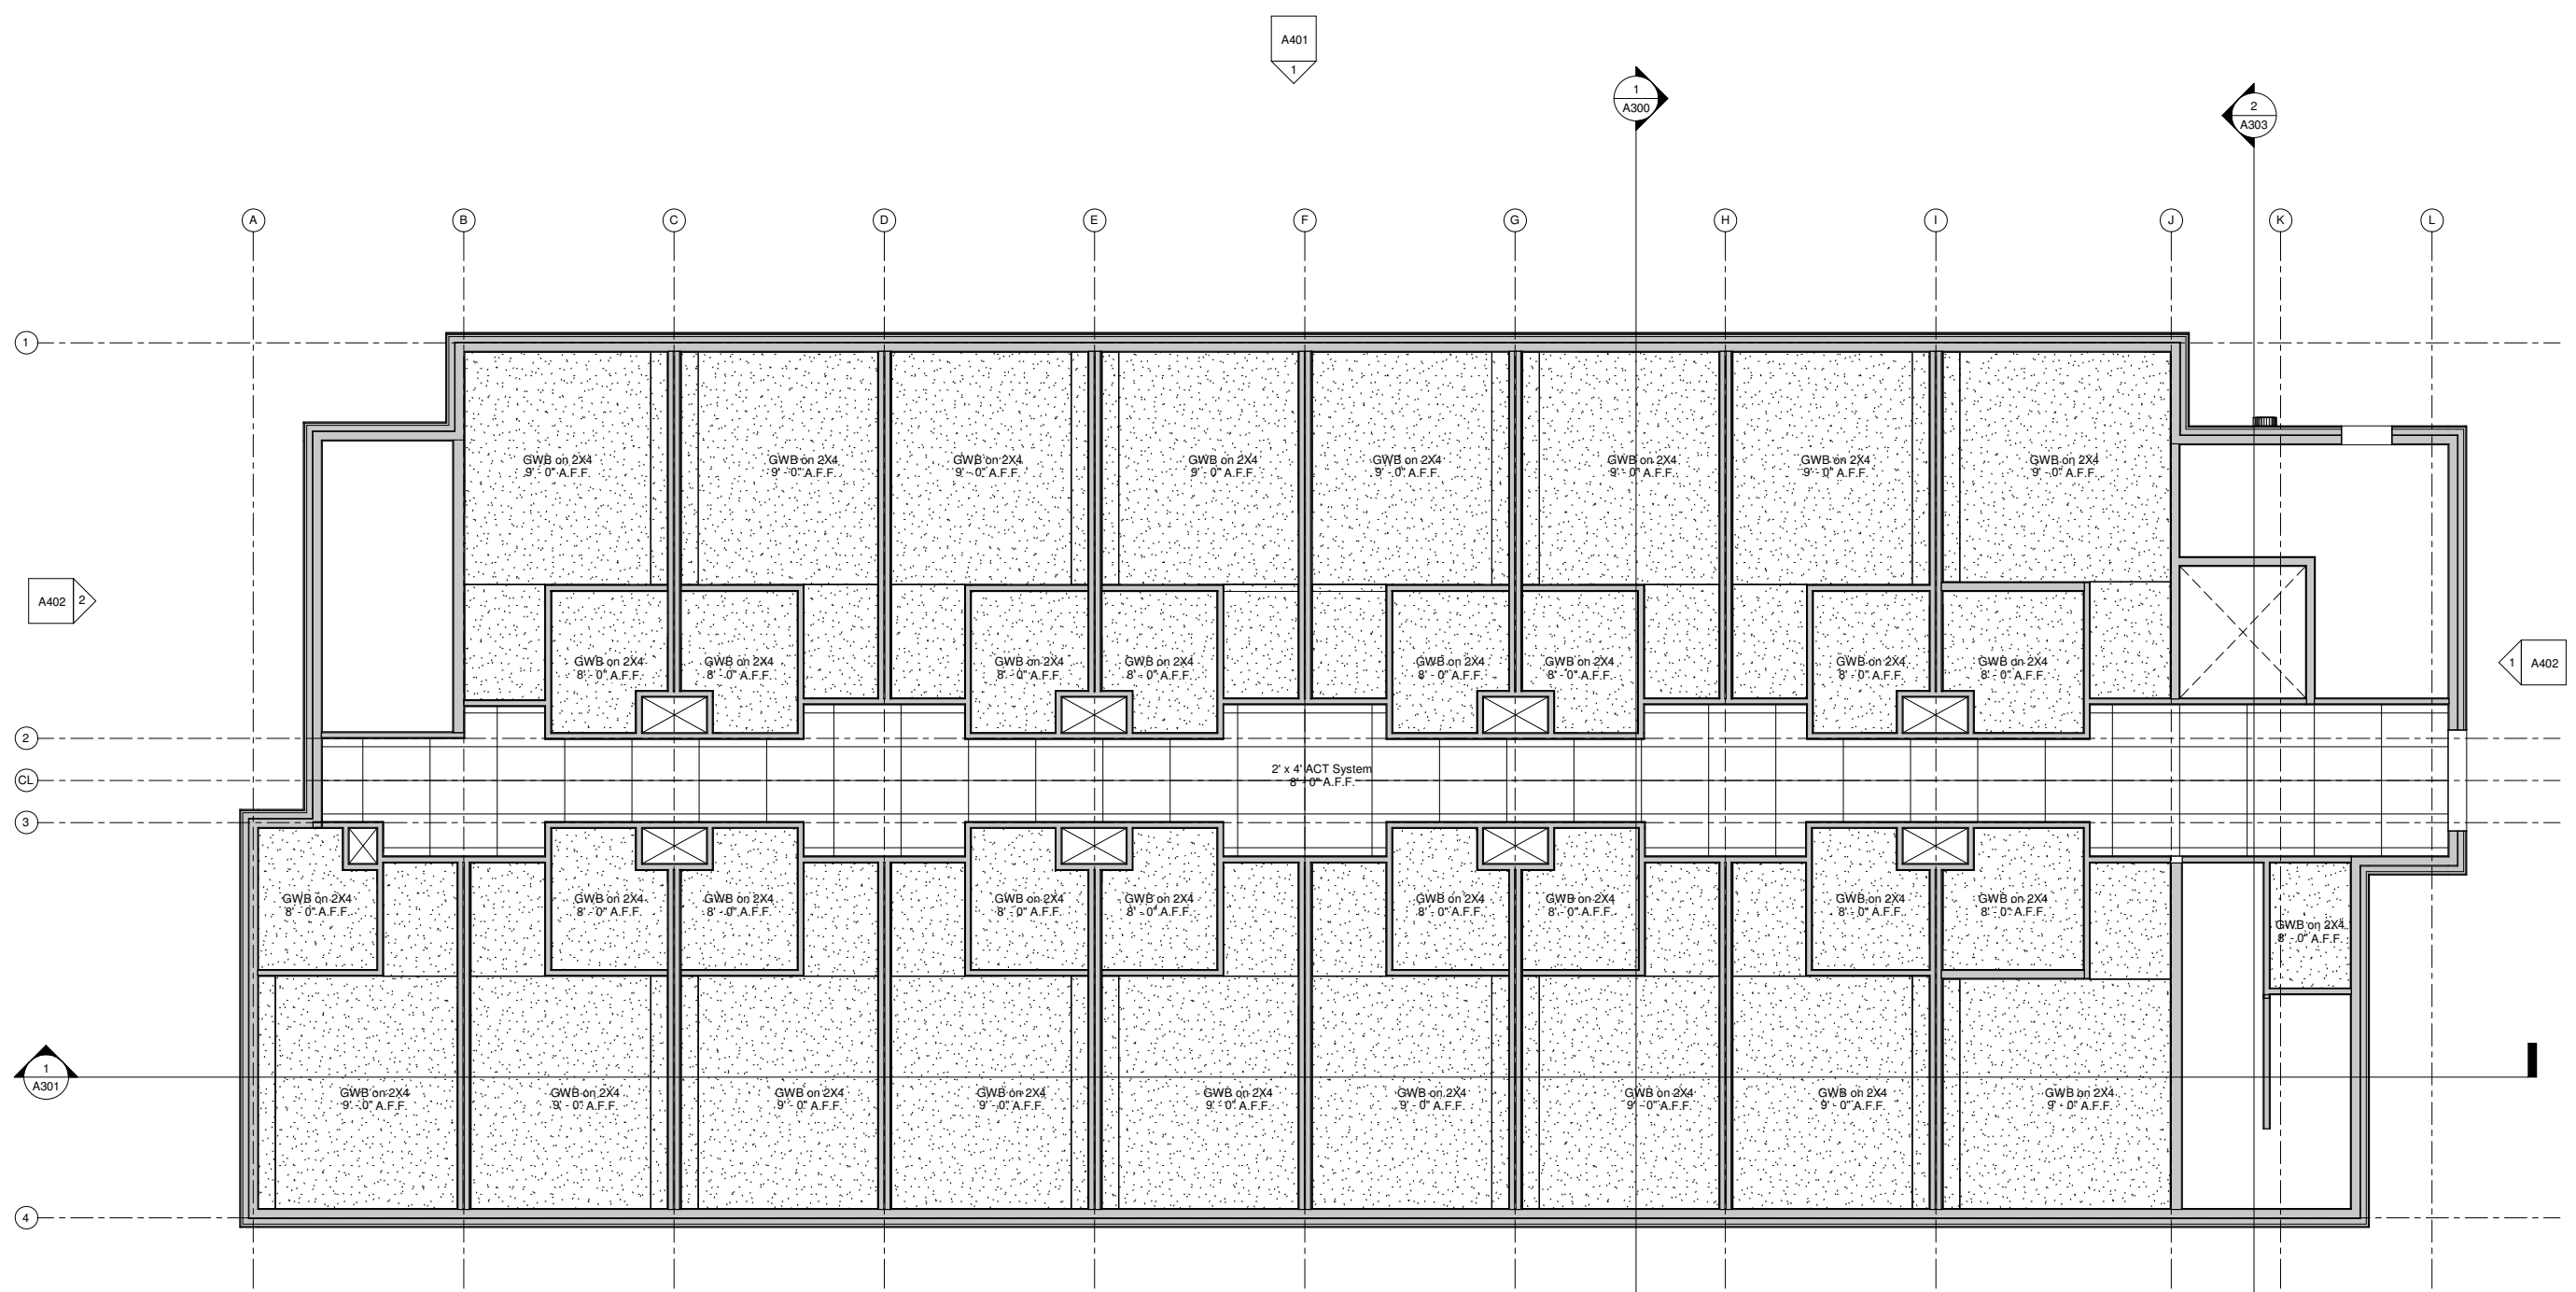 A401
1
1
A300
2
A303
A
B
C
D
E
F
G
H
I
J
K
L
1
GWB on 2X4
9' - 0" A.F.F.
GWB on 2X4
9' - 0" A.F.F.
GWB on 2X4
9' - 0" A.F.F.
GWB on 2X4
9' - 0" A.F.F.
GWB on 2X4
9' - 0" A.F.F.
GWB on 2X4
9' - 0" A.F.F.
GWB on 2X4
9' - 0" A.F.F.
GWB on 2X4
9' - 0" A.F.F.
A402
2
GWB on 2X4
8' - 0" A.F.F.
GWB on 2X4
8' - 0" A.F.F.
GWB on 2X4
8' - 0" A.F.F.
GWB on 2X4
8' - 0" A.F.F.
GWB on 2X4
8' - 0" A.F.F.
GWB on 2X4
8' - 0" A.F.F.
GWB on 2X4
8' - 0" A.F.F.
GWB on 2X4
8' - 0" A.F.F.
1
A402
2
CL
2' x 4' ACT System
8' - 0" A.F.F.
3
GWB on 2X4
8' - 0" A.F.F.
GWB on 2X4
8' - 0" A.F.F.
GWB on 2X4
8' - 0" A.F.F.
GWB on 2X4
8' - 0" A.F.F.
GWB on 2X4
8' - 0" A.F.F.
GWB on 2X4
8' - 0" A.F.F.
GWB on 2X4
8' - 0" A.F.F.
GWB on 2X4
8' - 0" A.F.F.
GWB on 2X4
8' - 0" A.F.F.
GWB on 2X4
8' - 0" A.F.F.
1
A301
GWB on 2X4
9' - 0" A.F.F.
GWB on 2X4
9' - 0" A.F.F.
GWB on 2X4
9' - 0" A.F.F.
GWB on 2X4
9' - 0" A.F.F.
GWB on 2X4
9' - 0" A.F.F.
GWB on 2X4
9' - 0" A.F.F.
GWB on 2X4
9' - 0" A.F.F.
GWB on 2X4
9' - 0" A.F.F.
GWB on 2X4
9' - 0" A.F.F.
4